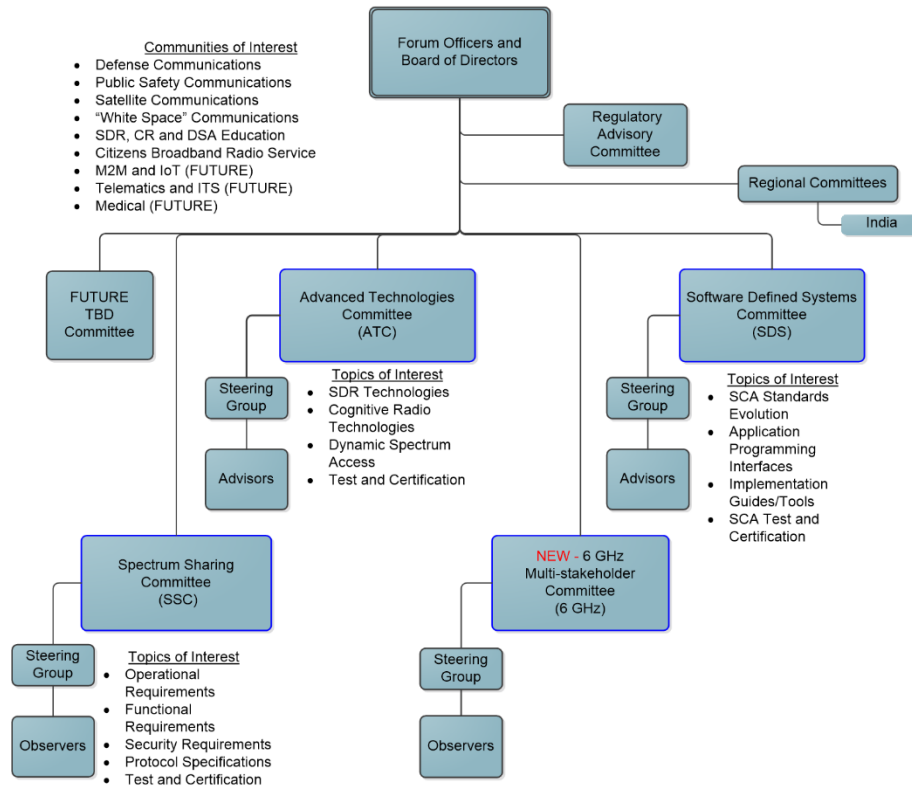 Communities of Interest
• Defense Communications
• Public Safety Communications
• Satellite Communications
• “White Space” Communications
• SDR, CR and DSA Education
• Citizens Broadband Radio Service
• M2M and IoT (FUTURE)
• Telematics and ITS (FUTURE)
• Medical (FUTURE)
Forum Officers and
Board of Directors
Regulatory
Advisory
Committee
Regional Committees
India
FUTURE
TBD
Committee
Advanced Technologies
Committee
(ATC)
Steering
Group
Advisors
Topics of Interest
• SDR Technologies
• Cognitive Radio
Technologies
• Dynamic Spectrum
Access
• Test and Certification
Software Defined Systems
Committee
(SDS)
Steering
Group
Advisors
Topics of Interest
• SCA Standards
Evolution
• Application
Programming
Interfaces
• Implementation
Guides/Tools
• SCA Test and
Certification
Spectrum Sharing
Committee
(SSC)
Steering
Group
Observers
Topics of Interest
• Operational
Requirements
• Functional
Requirements
• Security Requirements
• Protocol Specifications
• Test and Certification
NEW - 6 GHz
Multi-stakeholder
Committee
(6 GHz)
Steering
Group
Observers